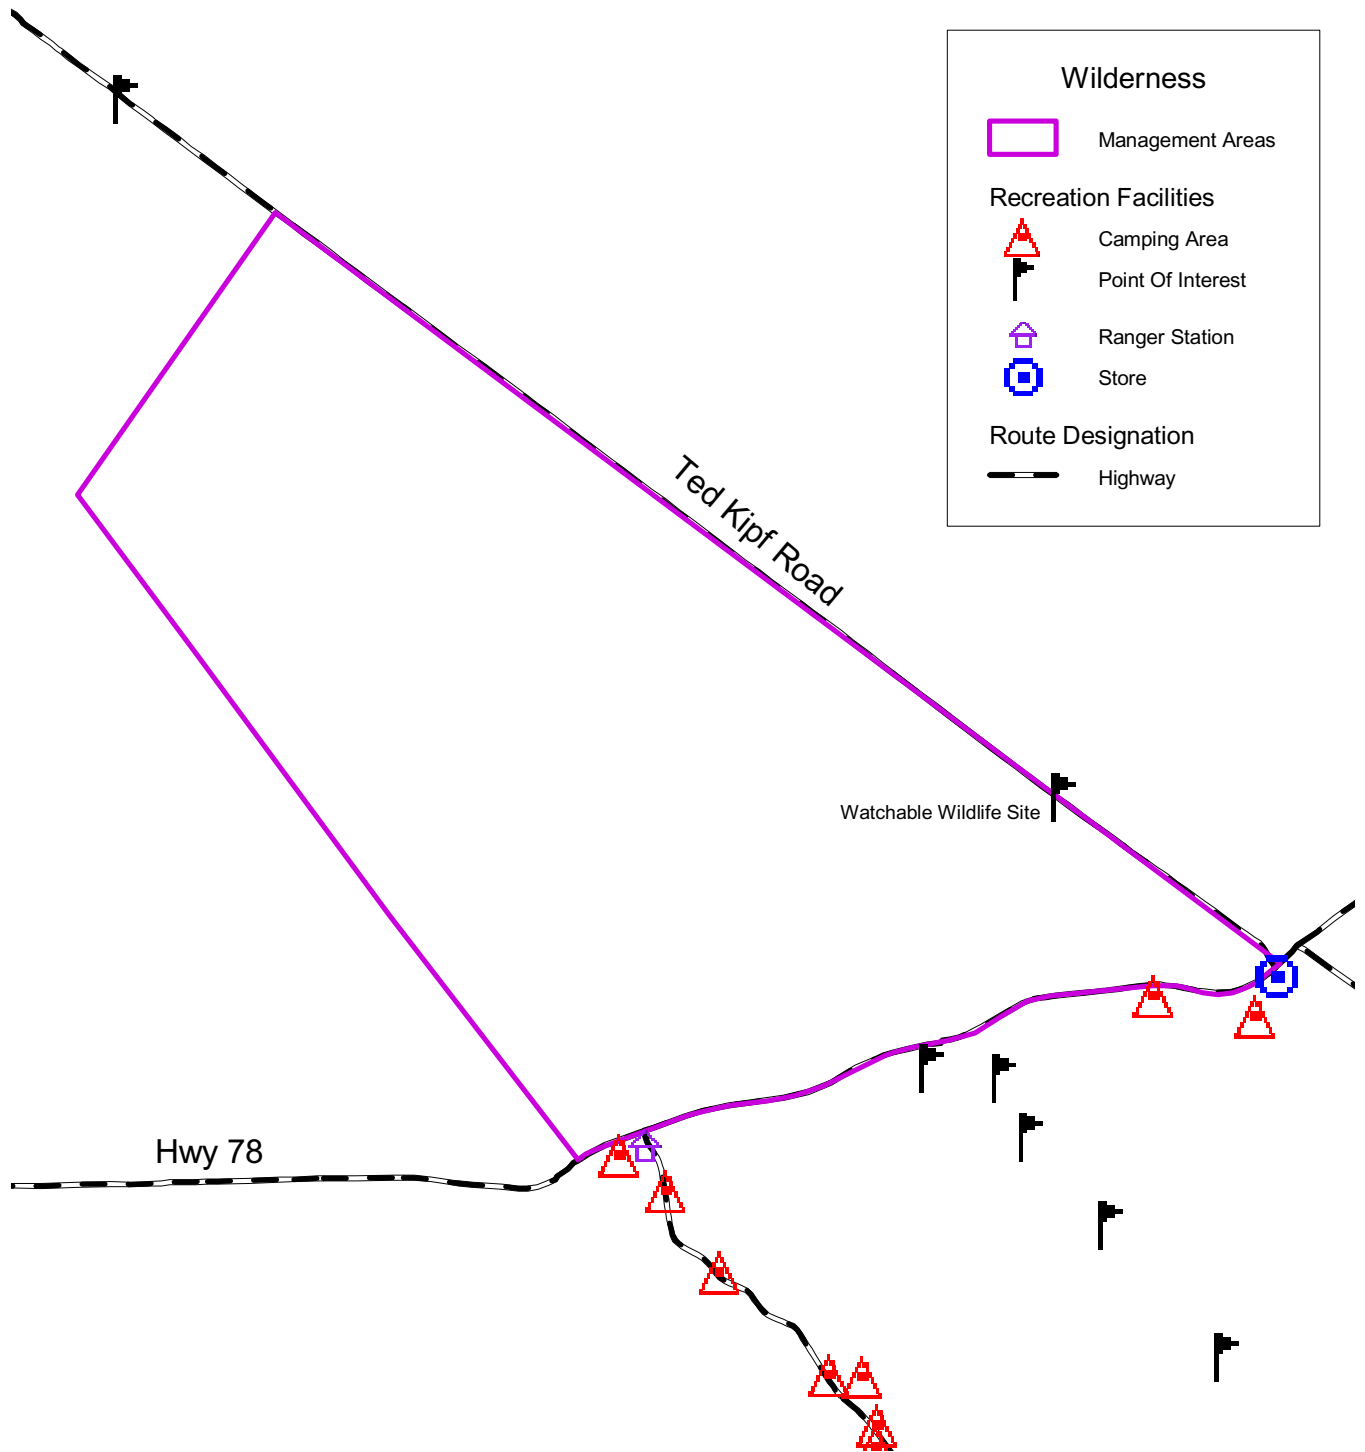 Wilderness
Management Areas
Recreation Facilities
Camping Area
Point Of Interest
Ranger Station
Store
Route Designation
Highway
Ted Kipf Road
Watchable Wildlife Site
Hwy 78